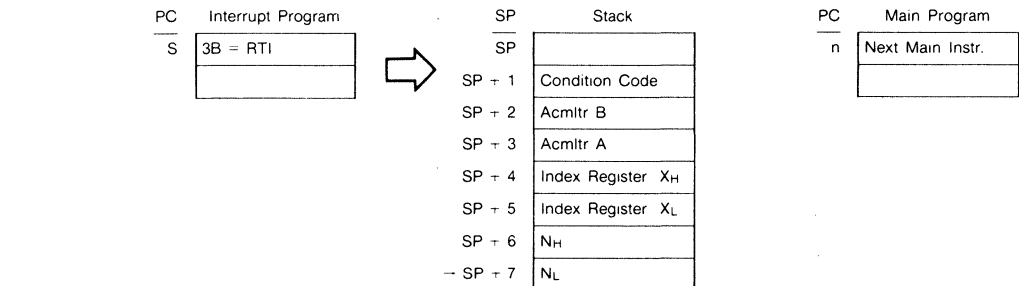 PC Interrupt Program
S 3B = RTI
SP Stack
SP
SP + 1 Condition Code
SP + 2 Acmltr B
SP + 3 Acmltr A
SP + 4 Index Register XH
SP + 5 Index Register XL
SP + 6 NH
→ SP + 7 NL
PC Main Program
n Next Main Instr.